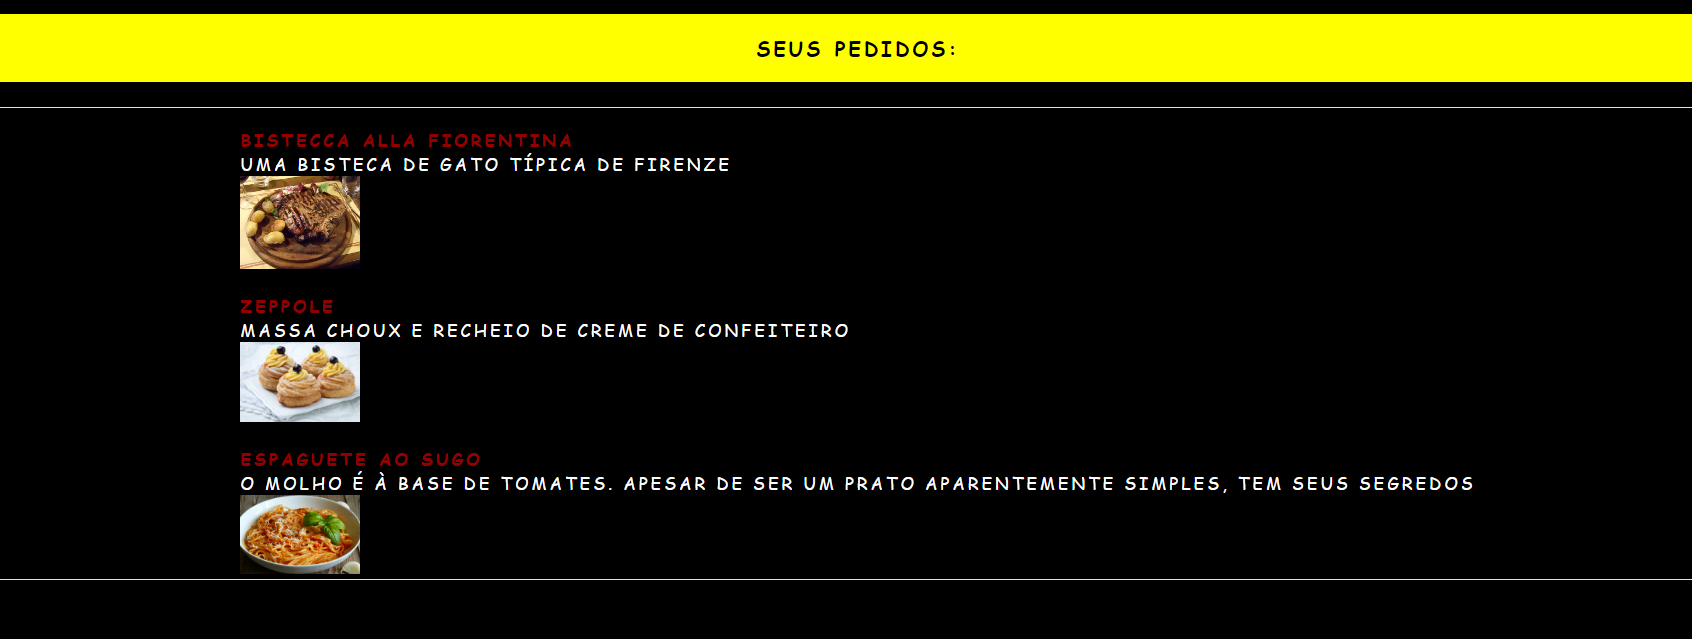 SEUS PEDIDOS:
BISTECCA ALLA FIORENTINA
UMA BISTECA DE GATO TÍPICA DE FIRENZE
ZEPPOLE
MASSA CHOUX E RECHEIO DE CREME DE CONFEITEIRO
ESPAGUETE AO SUGO
O MOLHO É À BASE DE TOMATES. APESAR DE SER UM PRATO APARENTEMENTE SIMPLES, TEM SEUS SEGREDOS